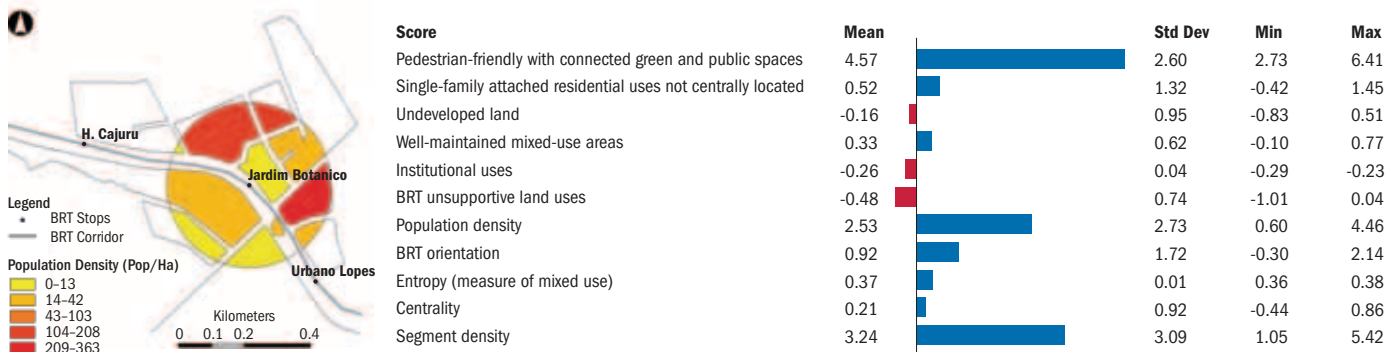 H. Cajuru
Jardim Botanico
Urbano Lopes
Legend
BRT Stops
BRT Corridor
Population Density (Pop/Ha)
0–13
14–42
43–103
104–208
209–363
Kilometers
0 0.1 0.2 0.4
Score Mean Std Dev Min Max
Pedestrian-friendly with connected green and public spaces 4.57 2.60 2.73 6.41
Single-family attached residential uses not centrally located 0.52 1.32 -0.42 1.45
Undeveloped land -0.16 0.95 -0.83 0.51
Well-maintained mixed-use areas 0.33 0.62 -0.10 0.77
Institutional uses -0.26 0.04 -0.29 -0.23
BRT unsupportive land uses -0.48 0.74 -1.01 0.04
Population density 2.53 2.73 0.60 4.46
BRT orientation 0.92 1.72 -0.30 2.14
Entropy (measure of mixed use) 0.37 0.01 0.36 0.38
Centrality 0.21 0.92 -0.44 0.86
Segment density 3.24 3.09 1.05 5.42